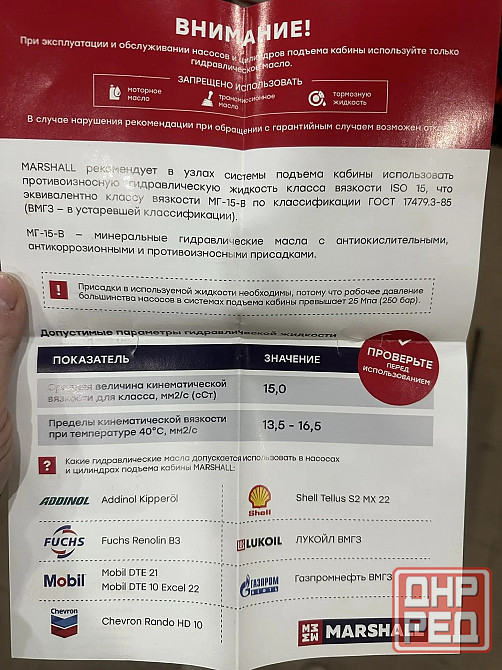 ВНИМАНИЕ!
При эксплуатации и обслуживании насосов и цилиндров подъема кабины используйте только
гидравлическое масло.
ЗАПРЕЩЕНО ИСПОЛЬЗОВАТЬ
моторное масло
трансмиссионное масло
тормозную жидкость
В случае нарушения рекомендации при обращении с гарантийным случаем возможен отказ
MARSHALL рекомендует в узлах системы подъема кабины использовать
противоизносную гидравлическую жидкость класса вязкости ISO 15, что
эквивалентно классу вязкости МГ-15-В по классификации ГОСТ 17479.3-85
(ВМГЗ – в устаревшей классификации).
МГ-15-В – минеральные гидравлические масла с антиокислительными,
антикоррозионными и противоизносными присадками.
! Присадки в используемой жидкости необходимы, потому что рабочее давление
большинства насосов в системах подъема кабины превышает 25 Мпа (250 бар).
Допустимые параметры гидравлической жидкости
ПОКАЗАТЕЛЬ ЗНАЧЕНИЕ
ПРОВЕРЬТЕ
ПЕРЕД
ИСПОЛЬЗОВАНИЕМ
Средняя величина кинематической
вязкости для класса, мм2/с (сСт) 15,0
Пределы кинематической вязкости
при температуре 40°С, мм2/с 13,5 - 16,5
? Какие гидравлические масла допускается использовать в насосах
и цилиндрах подъема кабины MARSHALL:
ADDINOL Addinol Kipperöl
Shell Shell Tellus S2 MX 22
FUCHS Fuchs Renolin B3
LUKOIL ЛУКОЙЛ ВМГЗ
Mobil Mobil DTE 21
Mobil DTE 10 Excel 22
ГАЗПРОМ НЕФТЬ Газпромнефть ВМГЗ
Chevron Chevron Rando HD 10
MARSHALL
ДНР
РЕД